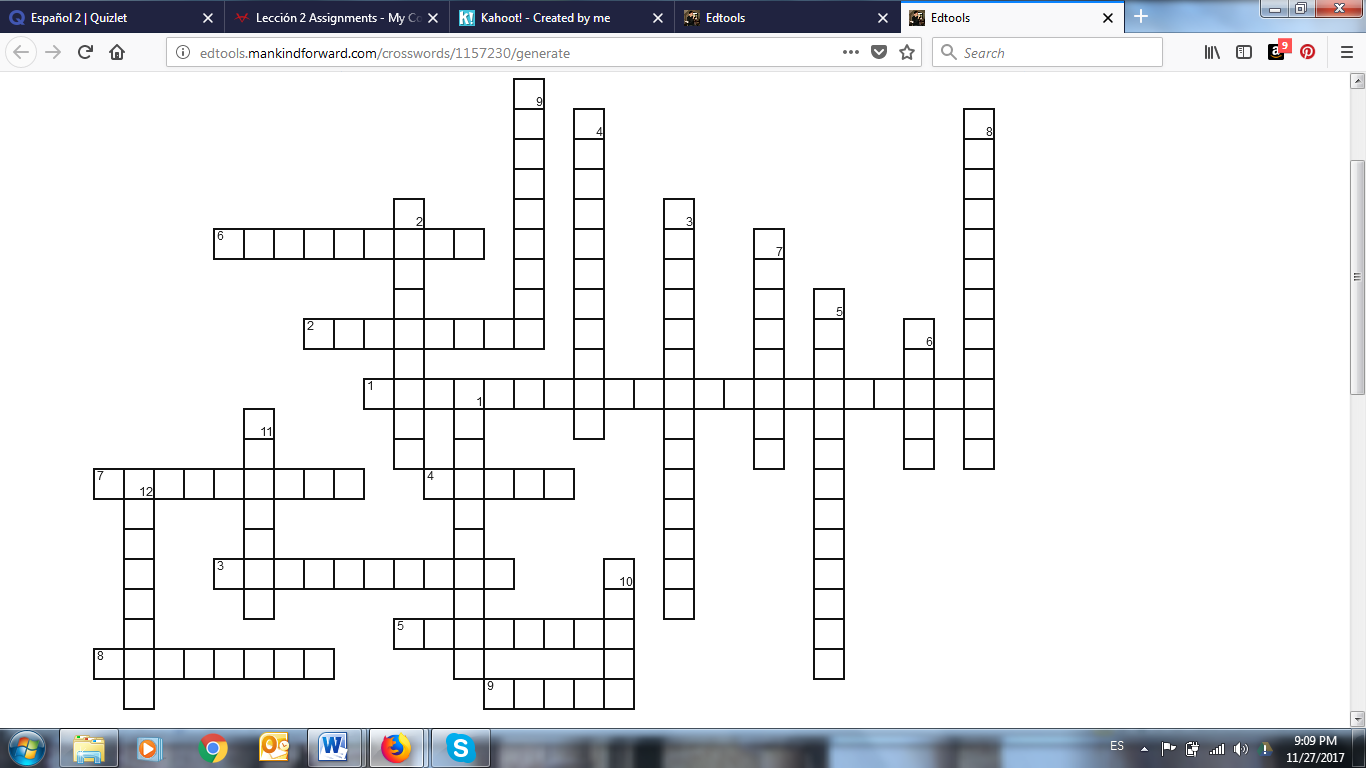 Español 2 | Quizlet
Lección 2 Assignments - My Co
Kahoot! - Created by me
Edtools
Edtools
edtools.mankindforward.com/crosswords/1157230/generate
Search
9
9
4
8
2
3
6
7
5
2
6
1
1
11
7
12
4
3
10
5
8
9
ES
9:09 PM
11/27/2017